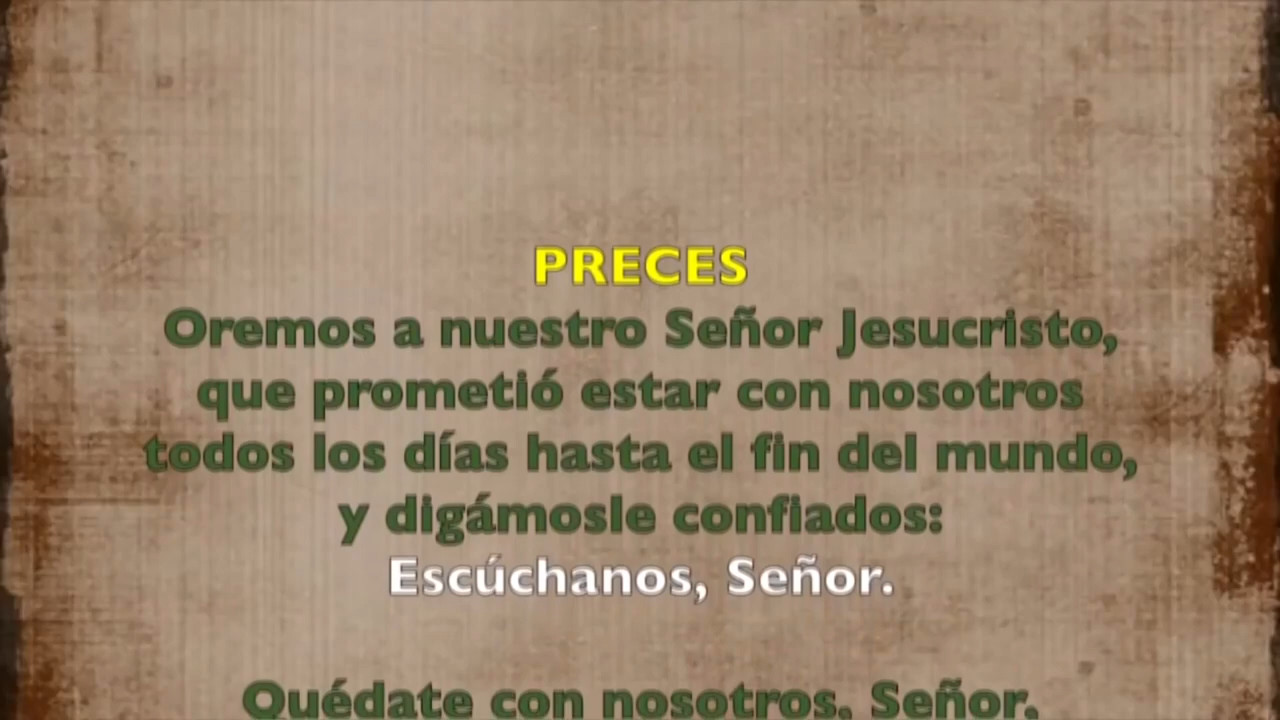 PRECES
Oremos a nuestro Señor Jesucristo,
que prometió estar con nosotros
todos los días hasta el fin del mundo,
y digámosle confiados:
Escúchanos, Señor.
Quédate con nosotros, Señor,